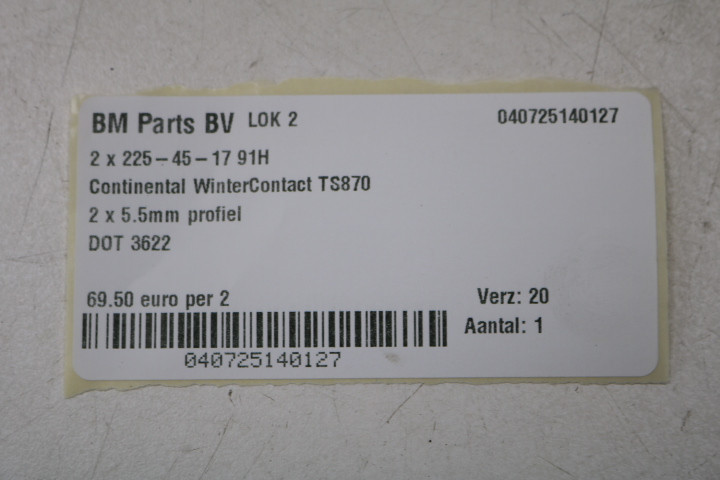 BM Parts BV LOK 2 040725140127
2 x 225-45-17 91H
Continental WinterContact TS870
2 x 5.5mm profiel
DOT 3622
69.50 euro per 2 Verz: 20
Aantal: 1
040725140127